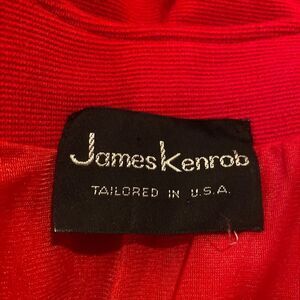 James Kenrob
TAILORED IN U.S.A.